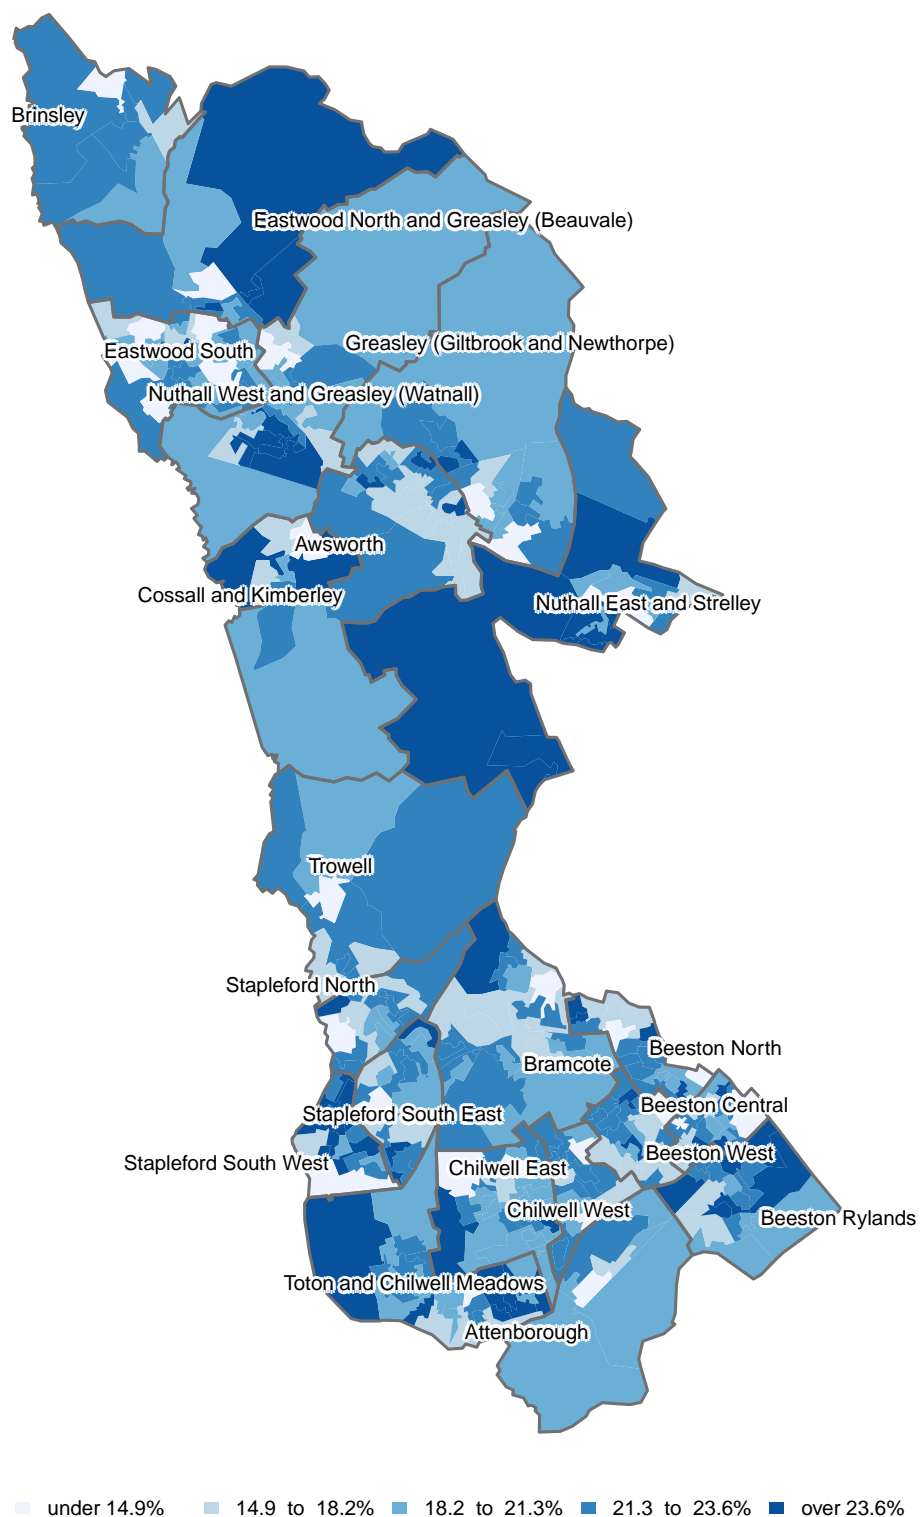 Brinsley
Eastwood North and Greasley (Beauvale)
Greasley (Giltbrook and Newthorpe)
Eastwood South
Nuthall West and Greasley (Watnall)
Awsworth
Cossall and Kimberley
Nuthall East and Strelley
Trowell
Stapleford North
Beeston North
Bramcote
Beeston Central
Stapleford South East
Beeston West
Stapleford South West
Chilwell East
Chilwell West
Beeston Rylands
Toton and Chilwell Meadows
Attenborough
under 14.9% 14.9 to 18.2% 18.2 to 21.3% 21.3 to 23.6% over 23.6%